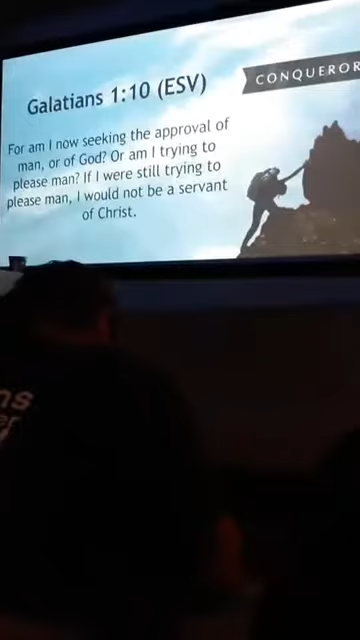 Galatians 1:10 (ESV)
CONQUEROR
For am I now seeking the approval of
man, or of God? Or am I trying to
please man? If I were still trying to
please man, I would not be a servant
of Christ.